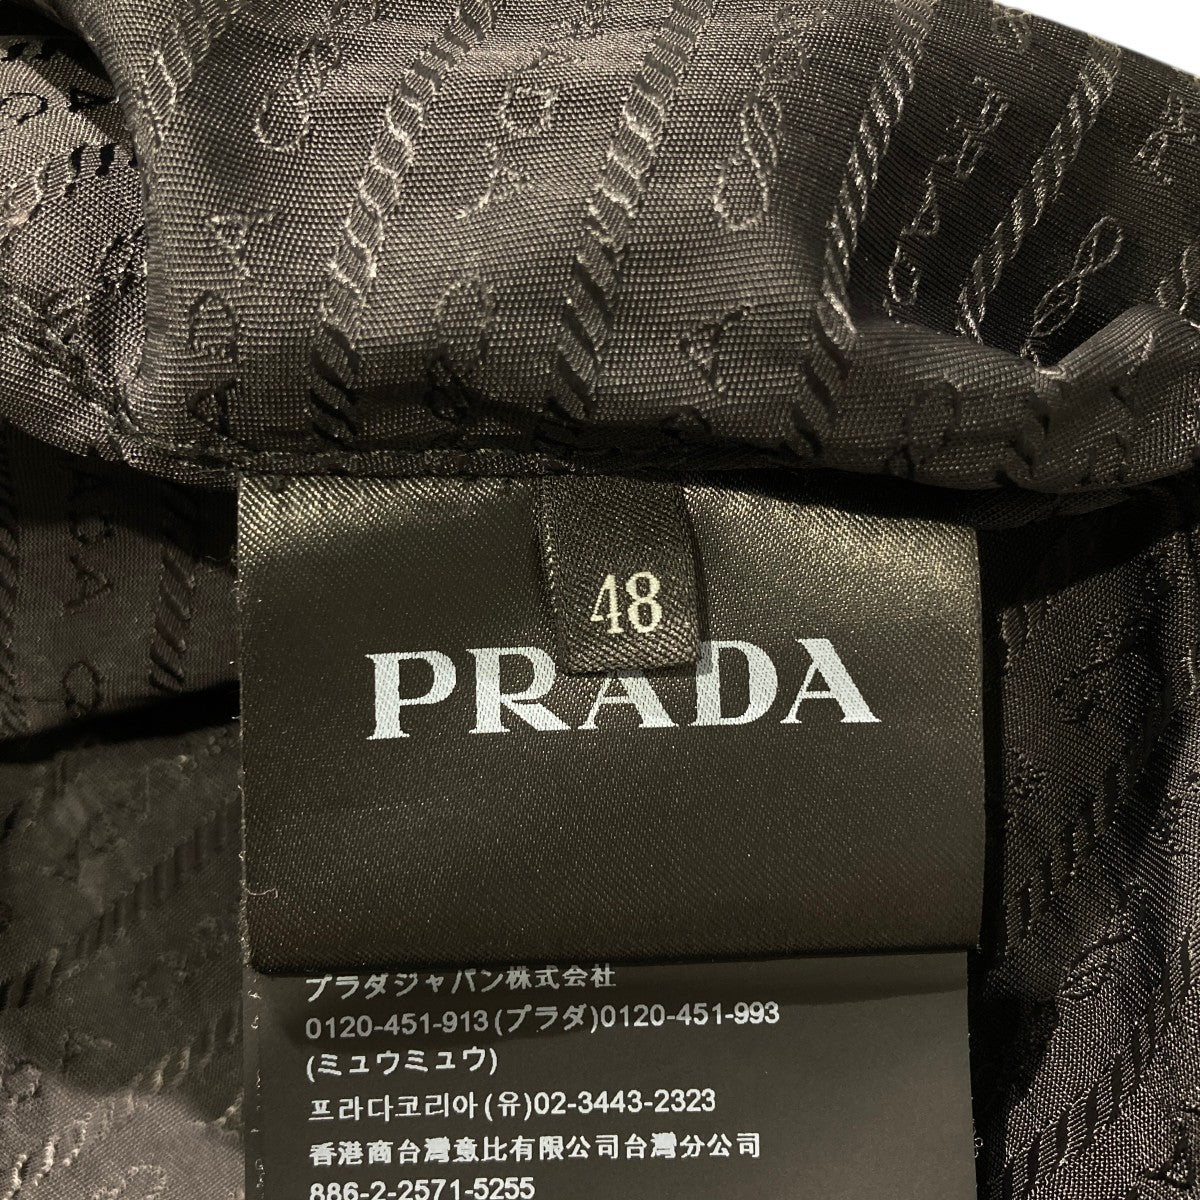 48
PRADA
プラダジャパン株式会社
0120-451-913(プラダ)0120-451-993
(ミュウミュウ)
프라다코리아(유)02-3443-2323
香港商台灣意比有限公司台灣分公司
886-2-2571-5255